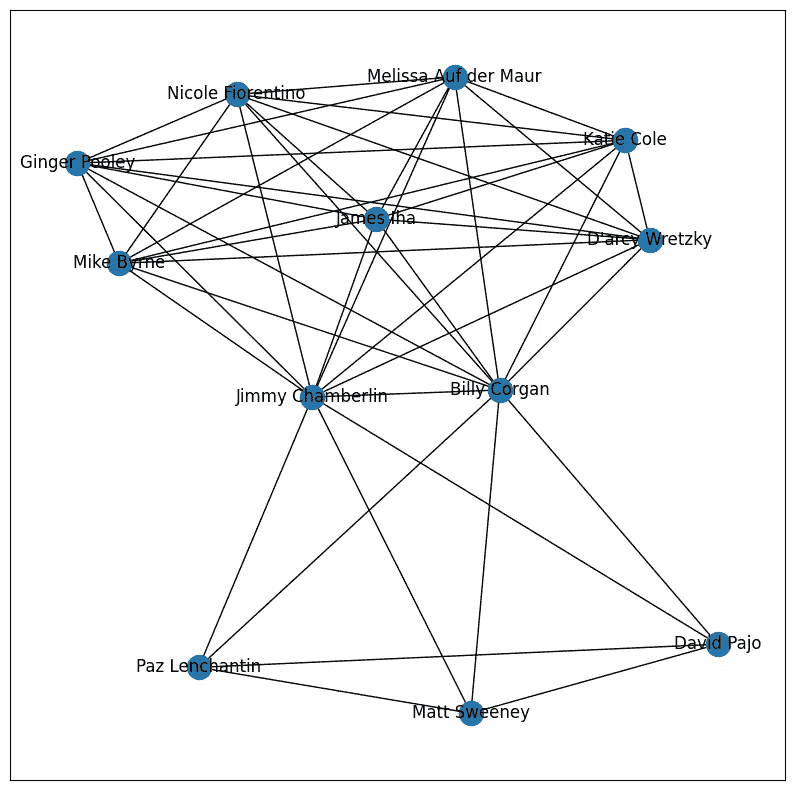 Melissa Auf der Maur
Nicole Fiorentino
Katie Cole
Ginger Pooley
James Iha
D'arcy Wretzky
Mike Byrne
Billy Corgan
Jimmy Chamberlin
David Pajo
Paz Lenchantin
Matt Sweeney